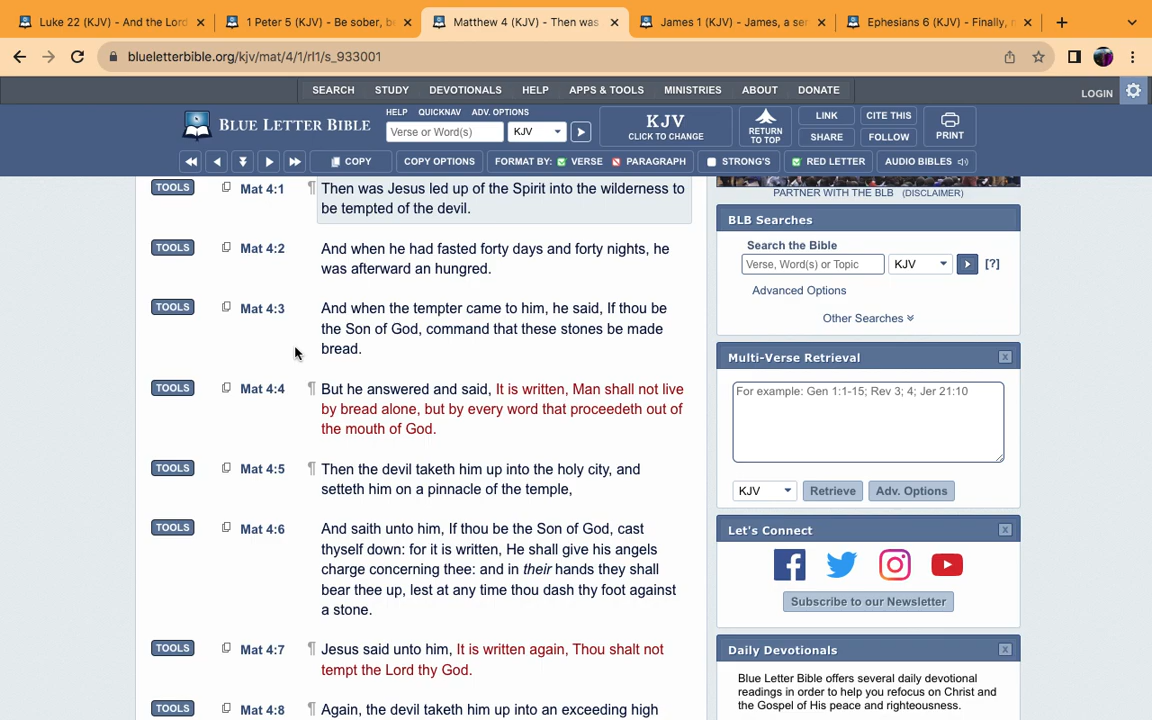 Luke 22 (KJV) - And the Lord
1 Peter 5 (KJV) - Be sober, be
Matthew 4 (KJV) - Then was
James 1 (KJV) - James, a ser
Ephesians 6 (KJV) - Finally, m
blueletterbible.org/kjv/mat/4/1/rl1/s_933001
SEARCH STUDY DEVOTIONALS HELP APPS & TOOLS MINISTRIES ABOUT DONATE LOGIN
BLUE LETTER BIBLE
HELP QUICKNAV ADV. OPTIONS
Verse or Word(s) KJV
KJV
CLICK TO CHANGE
RETURN
TO TOP
LINK CITE THIS
SHARE FOLLOW
PRINT
COPY COPY OPTIONS FORMAT BY: VERSE PARAGRAPH STRONG'S RED LETTER AUDIO BIBLES
TOOLS Mat 4:1 ¶ Then was Jesus led up of the Spirit into the wilderness to
be tempted of the devil.
TOOLS Mat 4:2 And when he had fasted forty days and forty nights, he
was afterward an hungred.
TOOLS Mat 4:3 And when the tempter came to him, he said, If thou be
the Son of God, command that these stones be made
bread.
TOOLS Mat 4:4 ¶ But he answered and said, It is written, Man shall not live
by bread alone, but by every word that proceedeth out of
the mouth of God.
TOOLS Mat 4:5 ¶ Then the devil taketh him up into the holy city, and
setteth him on a pinnacle of the temple,
TOOLS Mat 4:6 And saith unto him, If thou be the Son of God, cast
thyself down: for it is written, He shall give his angels
charge concerning thee: and in their hands they shall
bear thee up, lest at any time thou dash thy foot against
a stone.
TOOLS Mat 4:7 ¶ Jesus said unto him, It is written again, Thou shalt not
tempt the Lord thy God.
TOOLS Mat 4:8 Again, the devil taketh him up into an exceeding high
PARTNER WITH THE BLB (DISCLAIMER)
BLB Searches
Search the Bible
Verse, Word(s) or Topic KJV [?]
Advanced Options
Other Searches
Multi-Verse Retrieval x
For example: Gen 1:1-15; Rev 3; 4; Jer 21:10
KJV Retrieve Adv. Options
Let's Connect x
Subscribe to our Newsletter
Daily Devotionals x
Blue Letter Bible offers several daily devotional
readings in order to help you refocus on Christ and
the Gospel of His peace and righteousness.